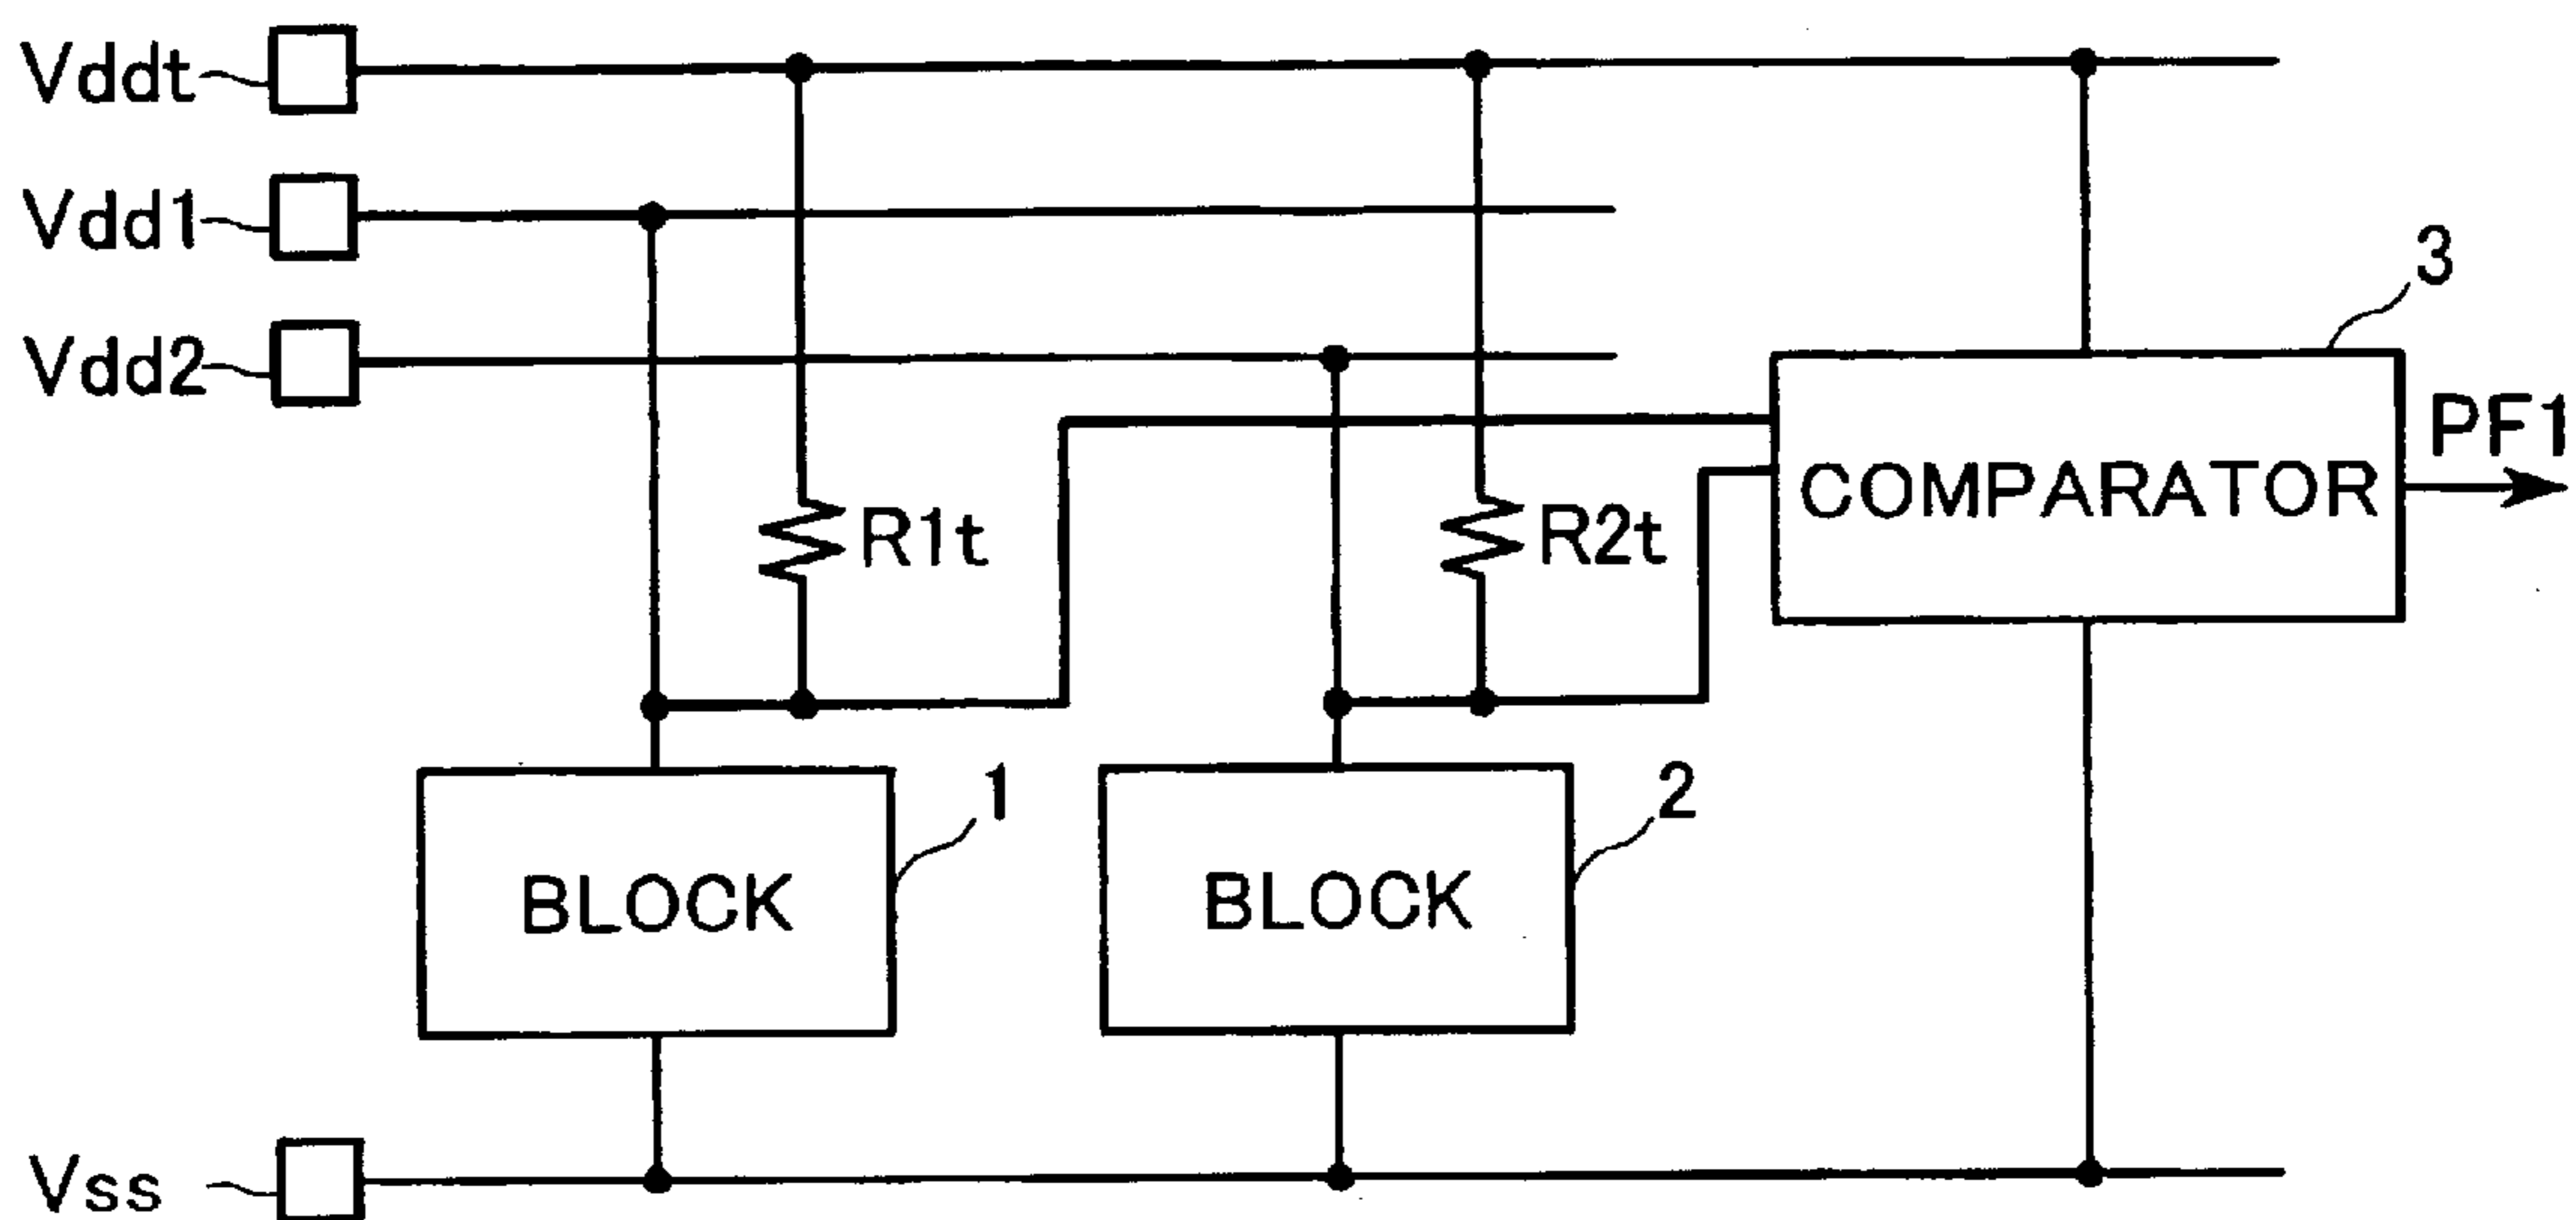 Vddt
Vdd1
Vdd2
3
PF1
COMPARATOR
R1t
R2t
1
2
BLOCK
BLOCK
Vss